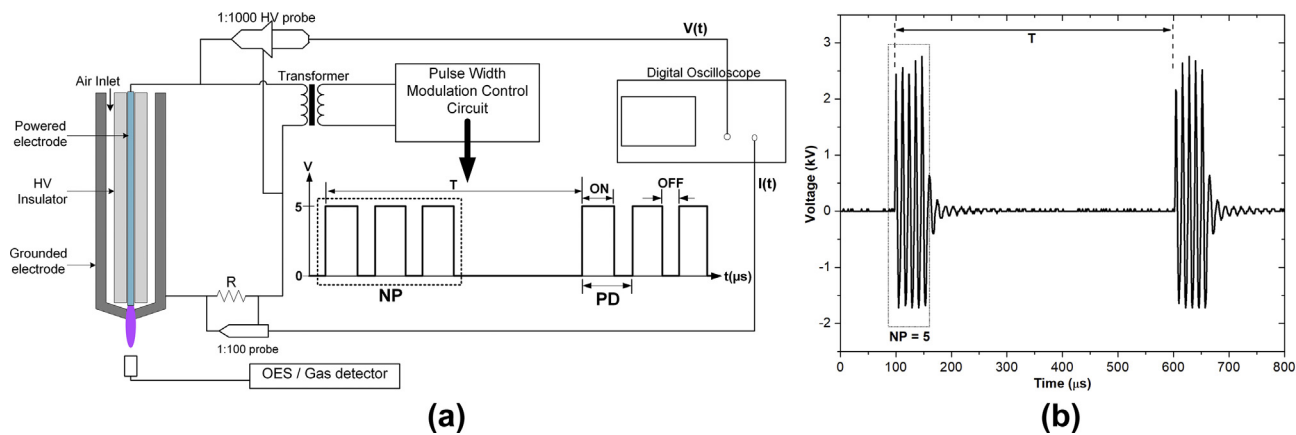 1:1000 HV probe
V(t)
Air Inlet
Transformer
Pulse Width
Modulation Control
Circuit
Digital Oscilloscope
Powered
electrode
HV
Insulator
Grounded
electrode
V
T
ON
OFF
I(t)
5
0
t(µs)
NP
PD
R
1:100 probe
OES / Gas detector
(a)
Voltage (kV)
3
2
1
0
-1
-2
T
NP = 5
0 100 200 300 400 500 600 700 800
Time (µs)
(b)